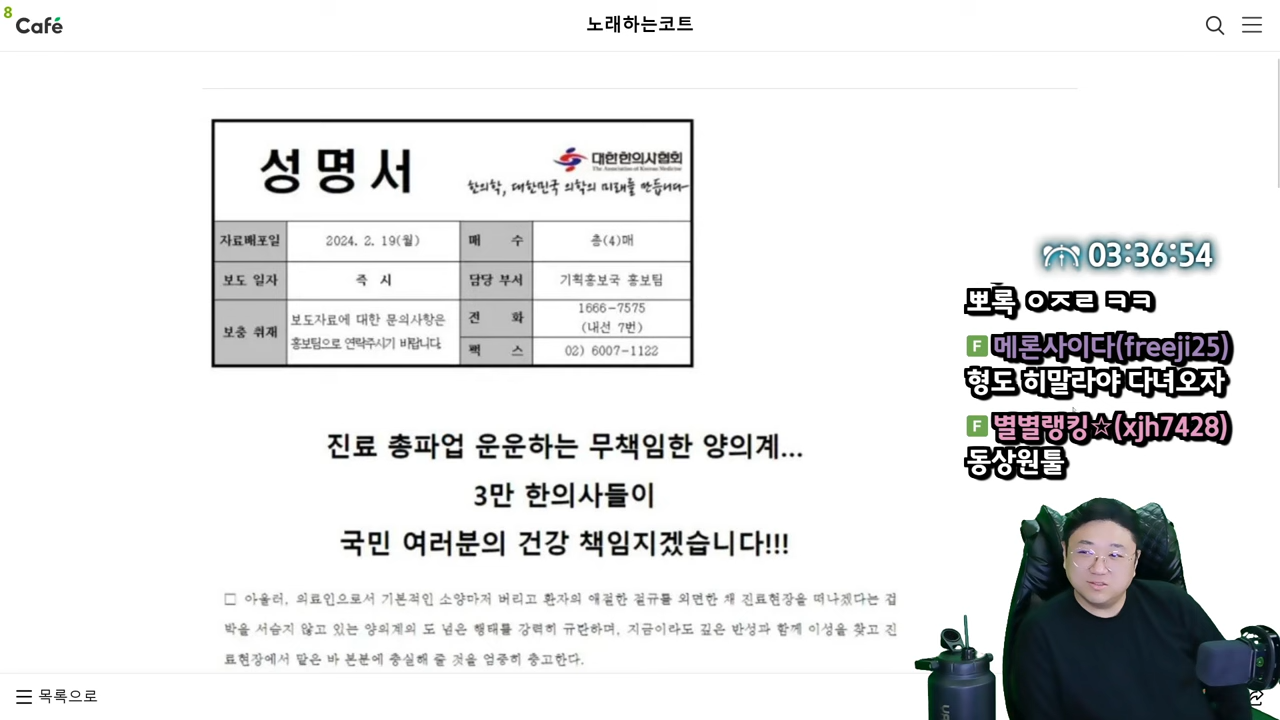 8
Café
노래하는코트
성명서
대한한의사협회
The Association of Korean Medicine
한의학, 대한민국 의학의 미래를 만듭니다
자료배포일 2024. 2. 19(월) 매 수 총(4)매
보도 일자 즉 시 담당 부서 기획홍보국 홍보팀
보충 취재 보도자료에 대한 문의사항은 홍보팀으로 연락주시기 바랍니다.
전 화 1666-7575 (내선 7번)
팩 스 02) 6007-1122
진료 총파업 운운하는 무책임한 양의계...
3만 한의사들이
국민 여러분의 건강 책임지겠습니다!!!
□ 아울러, 의료인으로서 기본적인 소양마저 버리고 환자의 애절한 절규를 외면한 채 진료현장을 떠나겠다는 겁
박을 서슴지 않고 있는 양의계의 도 넘은 행태를 강력히 규탄하며, 지금이라도 깊은 반성과 함께 이성을 찾고 진
료현장에서 맡은 바 본분에 충실해 줄 것을 엄중히 충고한다.
목록으로
03:36:54
뽀록 ㅇㅈㄹ ㅋㅋ
F 메론사이다(freeji25)
형도 히말라야 다녀오자
F 별별랭킹☆(xjh7428)
동상원툴